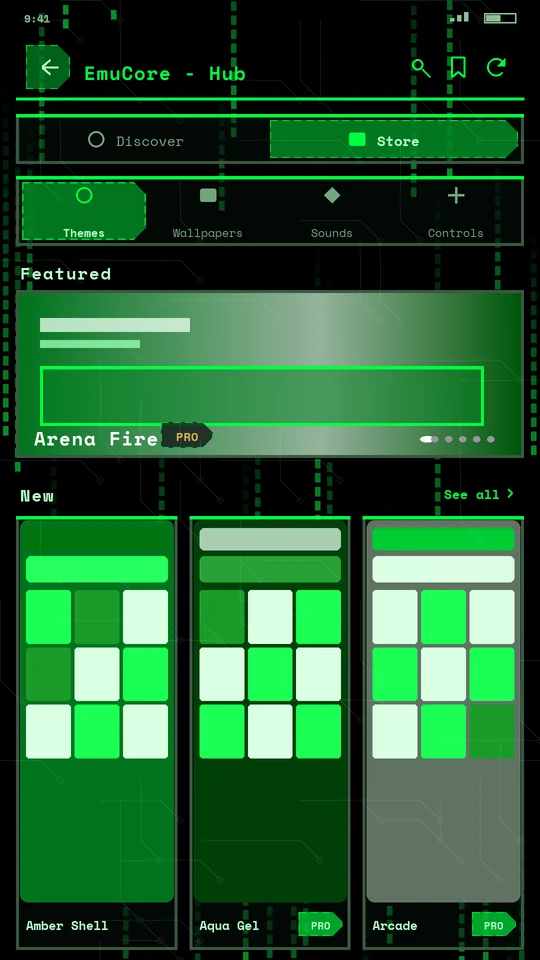 9:41
EmuCore - Hub
Discover
Store
Themes
Wallpapers
Sounds
Controls
Featured
Arena Fire PRO
New
See all
Amber Shell
Aqua Gel PRO
Arcade PRO